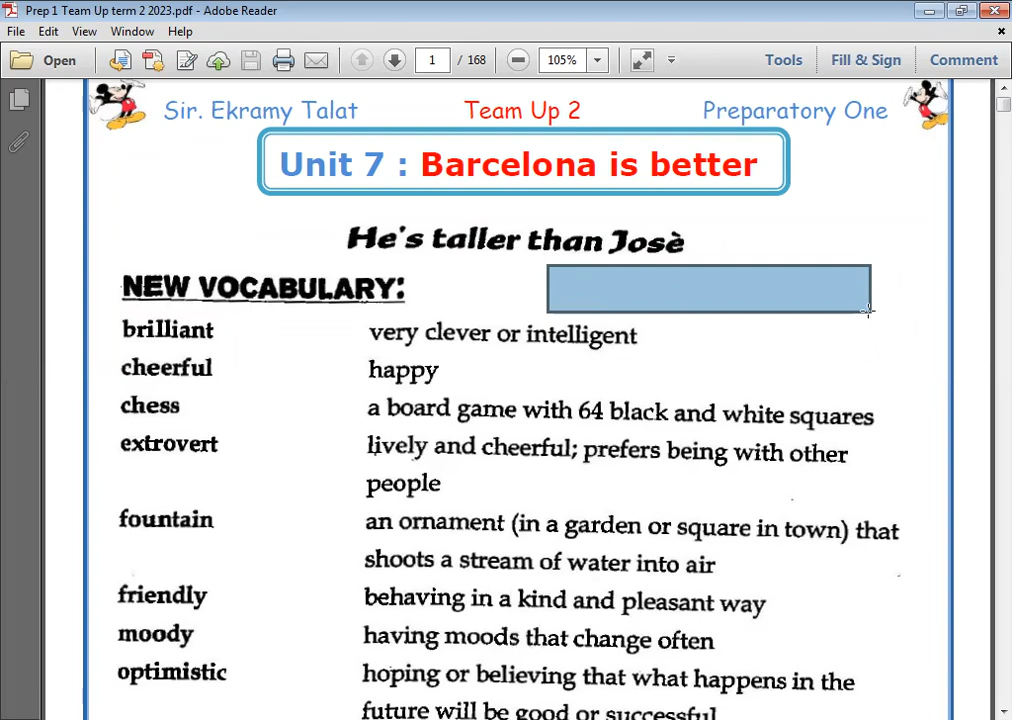 Prep 1 Team Up term 2 2023.pdf - Adobe Reader
File Edit View Window Help
Open 1 / 168 105% Tools Fill & Sign Comment
Sir. Ekramy Talat Team Up 2 Preparatory One
Unit 7 : Barcelona is better
He's taller than Josè
NEW VOCABULARY:
brilliant very clever or intelligent
cheerful happy
chess a board game with 64 black and white squares
extrovert lively and cheerful; prefers being with other
people
fountain an ornament (in a garden or square in town) that
shoots a stream of water into air
friendly behaving in a kind and pleasant way
moody having moods that change often
optimistic hoping or believing that what happens in the
future will be good or successful